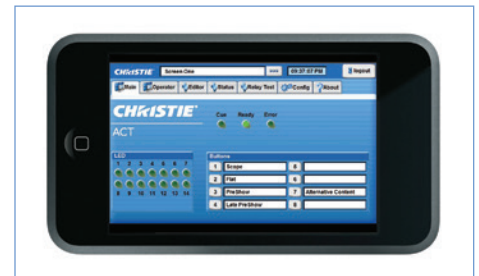 CHRISTIE Screen One <<< 09:37:07 PM logout
Main Operator Editor Status Relay Test Config About
CHRISTIE
ACT
Cue Ready Error
LED
1 2 3 4 5 6 7
8 9 10 11 12 13 14
Buttons
1 Scope
2 Flat
3 PreShow
4 Late PreShow
5
6
7 Alternative Content
8